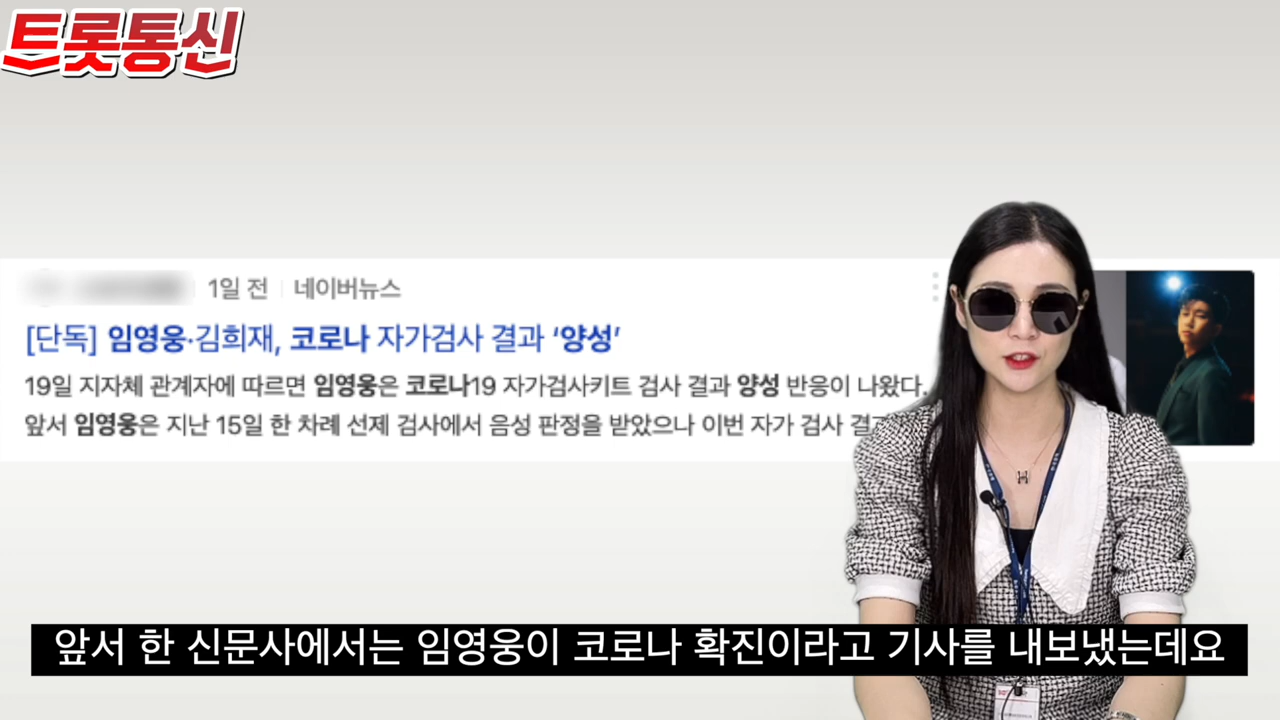 트롯통신
1일 전 네이버뉴스
[단독] 임영웅·김희재, 코로나 자가검사 결과 ‘양성’
19일 지자체 관계자에 따르면 임영웅은 코로나19 자가검사키트 검사 결과 양성 반응이 나왔다.
앞서 임영웅은 지난 15일 한 차례 선제 검사에서 음성 판정을 받았으나 이번 자가 검사
앞서 한 신문사에서는 임영웅이 코로나 확진이라고 기사를 내보냈는데요